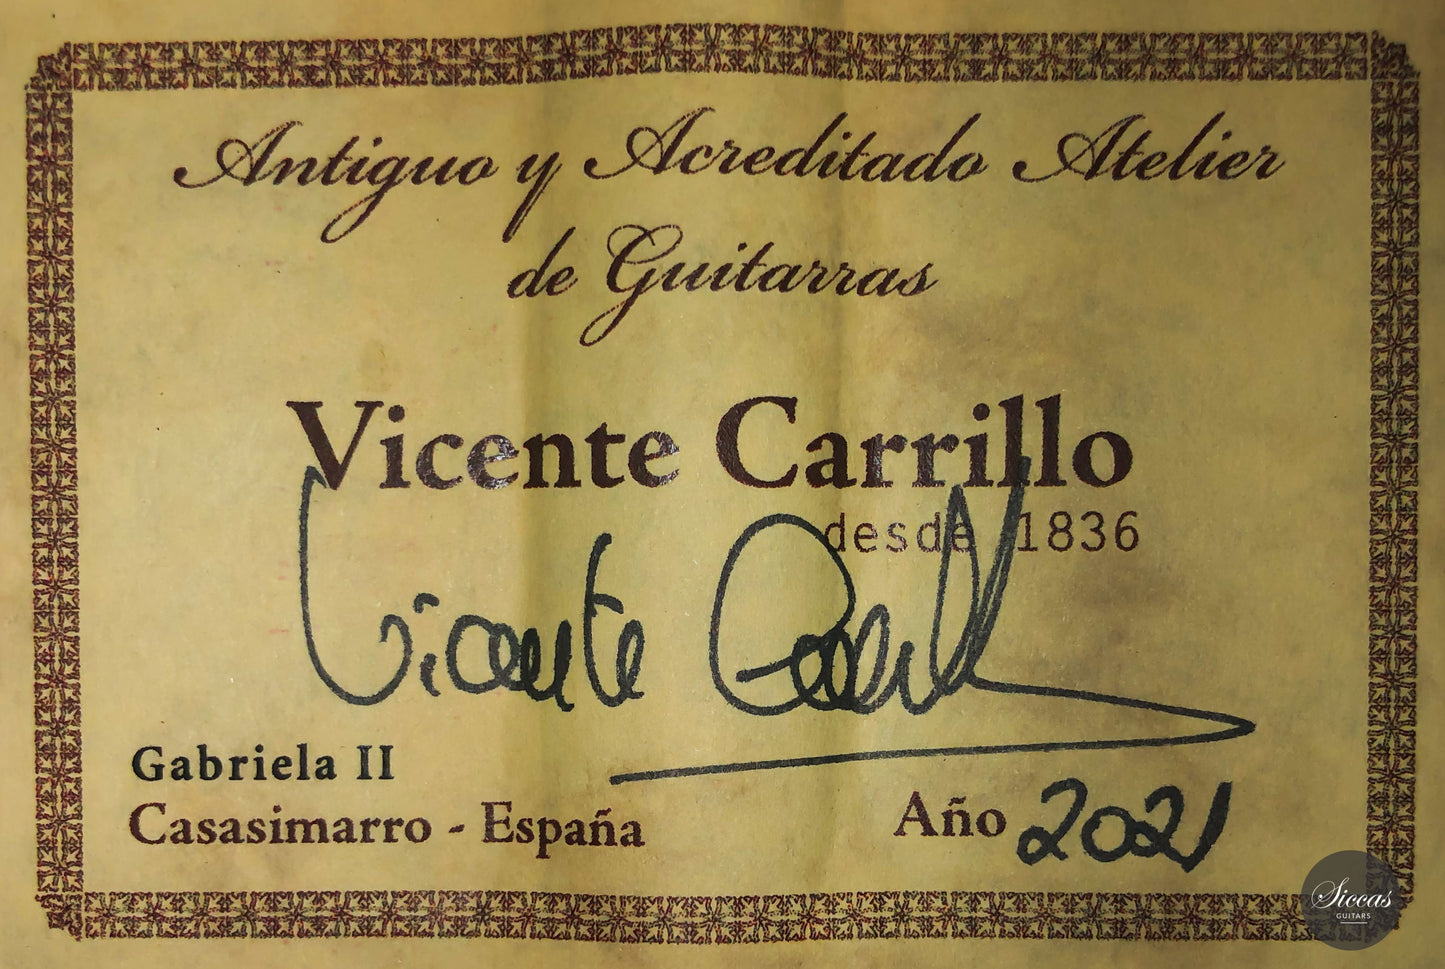 Antiguo y Acreditado Atelier
de Guitarras
Vicente Carrillo
desde 1836
Vicente Carrillo
Gabriela II
Casasimarro - España
Año 2021
Siccas
GUITARS